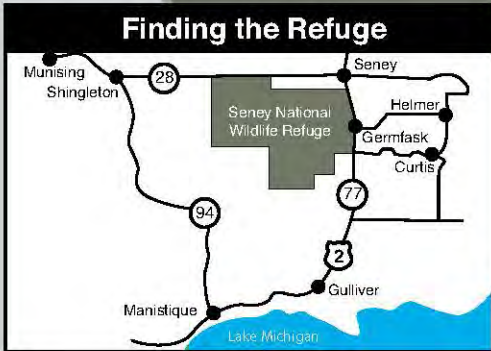 Finding the Refuge
Munising
Shingleton
28
Seney
Seney National
Wildlife Refuge
Helmer
Germfask
Curtis
94
77
2
Gulliver
Manistique
Lake Michigan